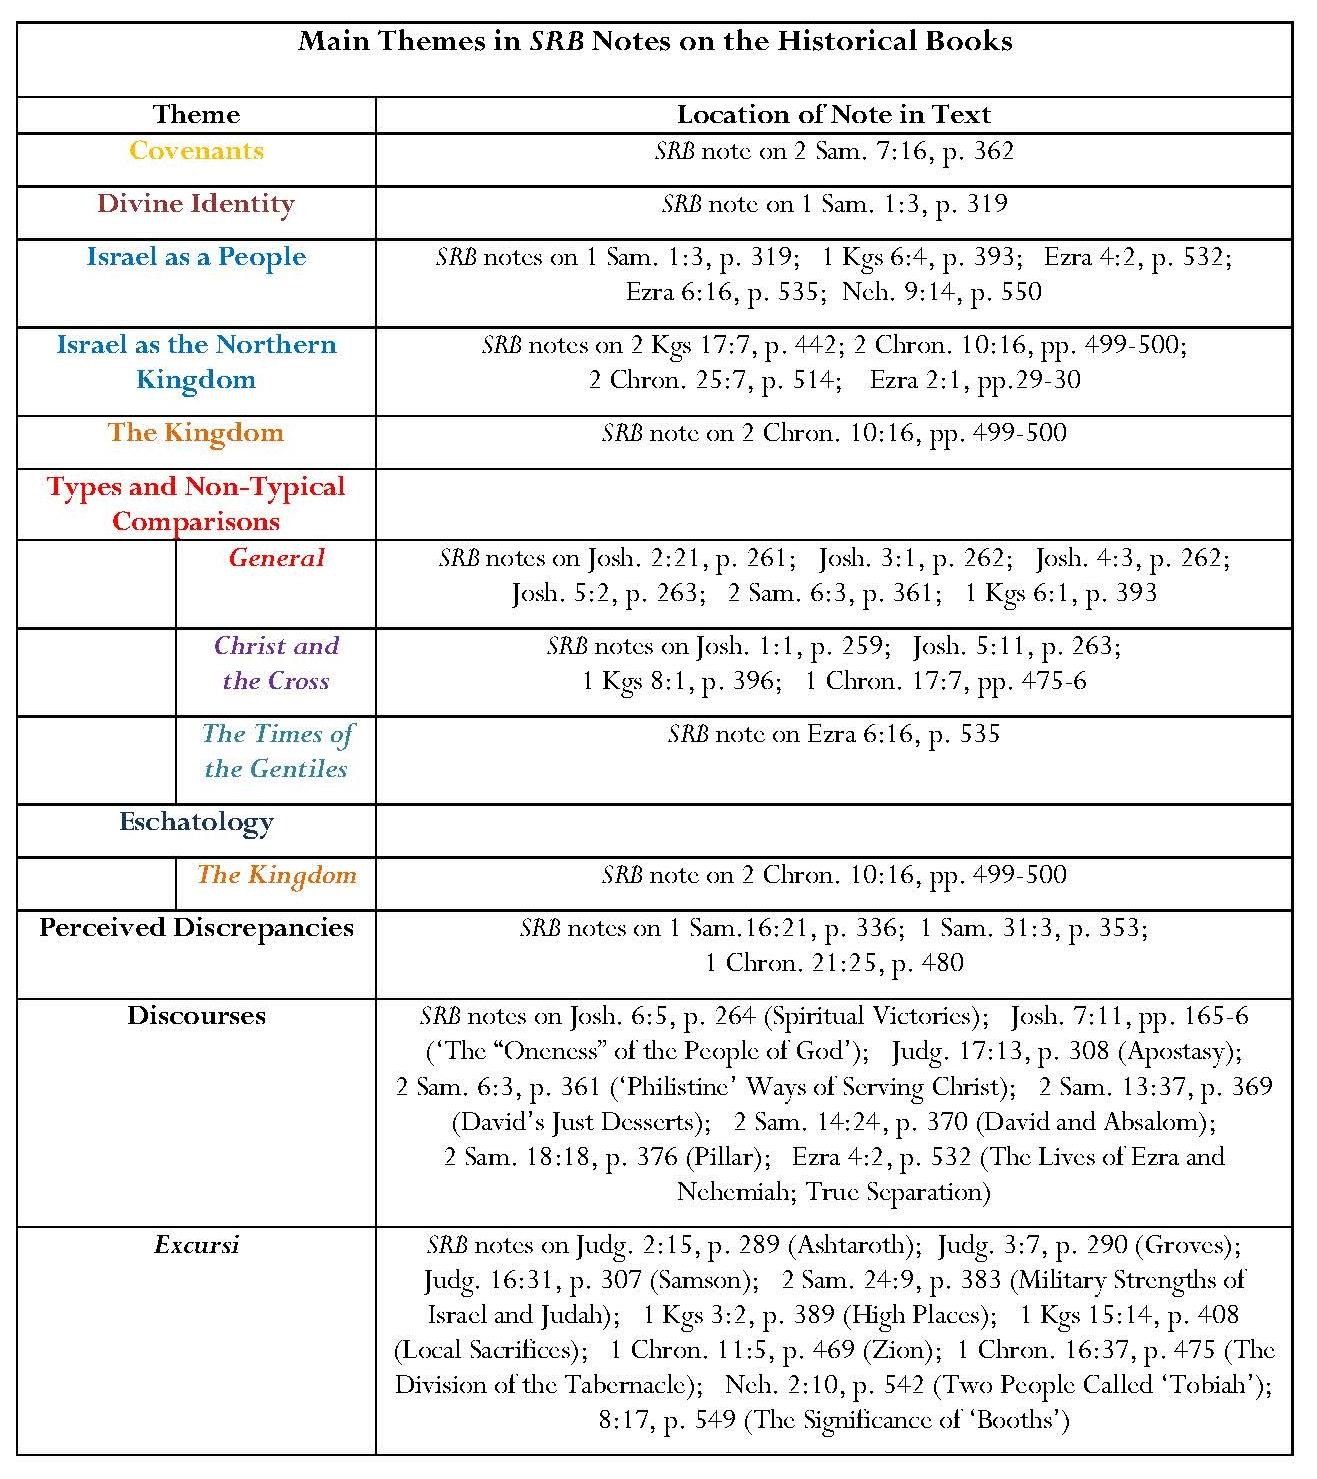 Main Themes in SRB Notes on the Historical Books
Theme
Location of Note in Text
Covenants
SRB note on 2 Sam. 7:16, p. 362
Divine Identity
SRB note on 1 Sam. 1:3, p. 319
Israel as a People
SRB notes on 1 Sam. 1:3, p. 319; 1 Kgs 6:4, p. 393; Ezra 4:2, p. 532;
Ezra 6:16, p. 535; Neh. 9:14, p. 550
Israel as the Northern
Kingdom
SRB notes on 2 Kgs 17:7, p. 442; 2 Chron. 10:16, pp. 499-500;
2 Chron. 25:7, p. 514; Ezra 2:1, pp.29-30
The Kingdom
SRB note on 2 Chron. 10:16, pp. 499-500
Types and Non-Typical
Comparisons
General
SRB notes on Josh. 2:21, p. 261; Josh. 3:1, p. 262; Josh. 4:3, p. 262;
Josh. 5:2, p. 263; 2 Sam. 6:3, p. 361; 1 Kgs 6:1, p. 393
Christ and
the Cross
SRB notes on Josh. 1:1, p. 259; Josh. 5:11, p. 263;
1 Kgs 8:1, p. 396; 1 Chron. 17:7, pp. 475-6
The Times of
the Gentiles
SRB note on Ezra 6:16, p. 535
Eschatology
The Kingdom
SRB note on 2 Chron. 10:16, pp. 499-500
Perceived Discrepancies
SRB notes on 1 Sam.16:21, p. 336; 1 Sam. 31:3, p. 353;
1 Chron. 21:25, p. 480
Discourses
SRB notes on Josh. 6:5, p. 264 (Spiritual Victories); Josh. 7:11, pp. 165-6
(‘The “Oneness” of the People of God’); Judg. 17:13, p. 308 (Apostasy);
2 Sam. 6:3, p. 361 (‘Philistine’ Ways of Serving Christ); 2 Sam. 13:37, p. 369
(David’s Just Desserts); 2 Sam. 14:24, p. 370 (David and Absalom);
2 Sam. 18:18, p. 376 (Pillar); Ezra 4:2, p. 532 (The Lives of Ezra and
Nehemiah; True Separation)
Excursi
SRB notes on Judg. 2:15, p. 289 (Ashtaroth); Judg. 3:7, p. 290 (Groves);
Judg. 16:31, p. 307 (Samson); 2 Sam. 24:9, p. 383 (Military Strengths of
Israel and Judah); 1 Kgs 3:2, p. 389 (High Places); 1 Kgs 15:14, p. 408
(Local Sacrifices); 1 Chron. 11:5, p. 469 (Zion); 1 Chron. 16:37, p. 475 (The
Division of the Tabernacle); Neh. 2:10, p. 542 (Two People Called ‘Tobiah’);
8:17, p. 549 (The Significance of ‘Booths’)